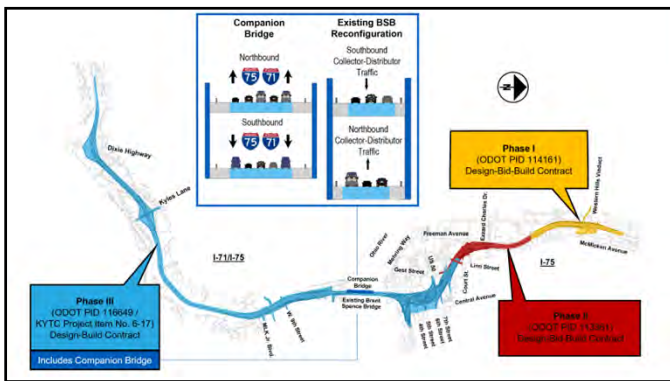 Companion
Bridge
Northbound
75 71
Southbound
75 71
Existing BSB
Reconfiguration
Southbound
Collector-Distributor
Traffic
Northbound
Collector-Distributor
Traffic
N
Phase I
(ODOT PID 114161)
Design-Bid-Build Contract
Western Hills Viaduct
McMicken Avenue
Dixie Highway
Kyles Lane
I-71/I-75
Ohio River
Mehring Way
Gest Street
Freeman Avenue
US 50
Ezzard Charles Dr.
Linn Street
Court St.
I-75
Central Avenue
Companion Bridge
Existing Brent
Spence Bridge
7th Street
6th Street
5th Street
4th Street
W. 9th Street
MLK Jr. Blvd.
Phase III
(ODOT PID 116649 /
KYTC Project Item No. 6-17)
Design-Build Contract
Includes Companion Bridge
Phase II
Design-Bid-Build Contract